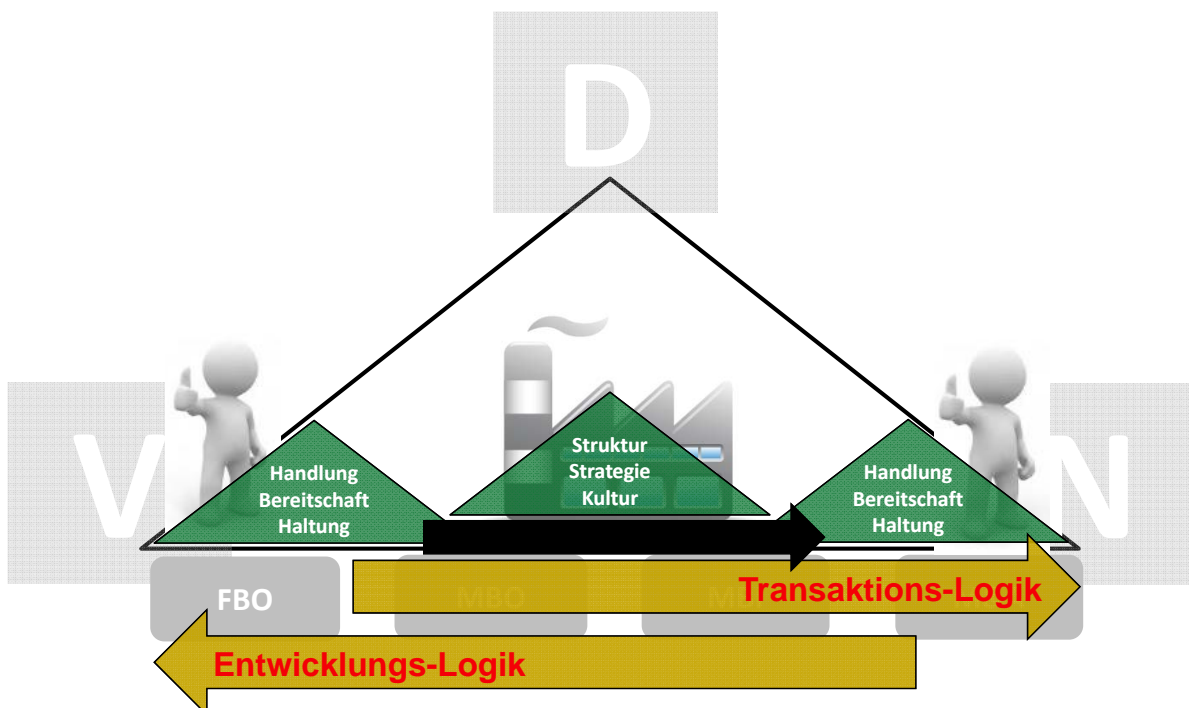 D
V
N
Handlung
Bereitschaft
Haltung
Struktur
Strategie
Kultur
Handlung
Bereitschaft
Haltung
FBO
MBO
Transaktions-Logik
Entwicklungs-Logik